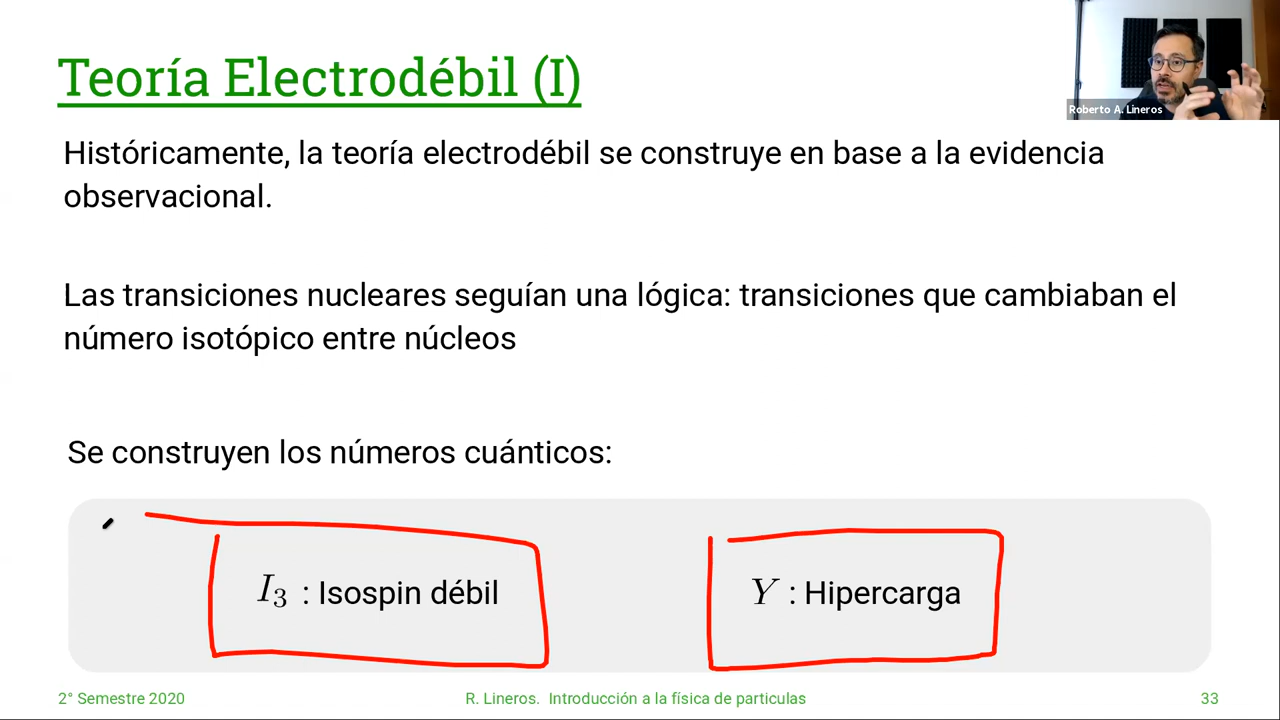 Teoría Electrodébil (I)
Roberto A. Lineros
Históricamente, la teoría electrodébil se construye en base a la evidencia
observacional.
Las transiciones nucleares seguían una lógica: transiciones que cambiaban el
número isotópico entre núcleos
Se construyen los números cuánticos:
I₃ : Isospin débil
Y : Hipercarga
2° Semestre 2020
R. Lineros. Introducción a la física de particulas
33